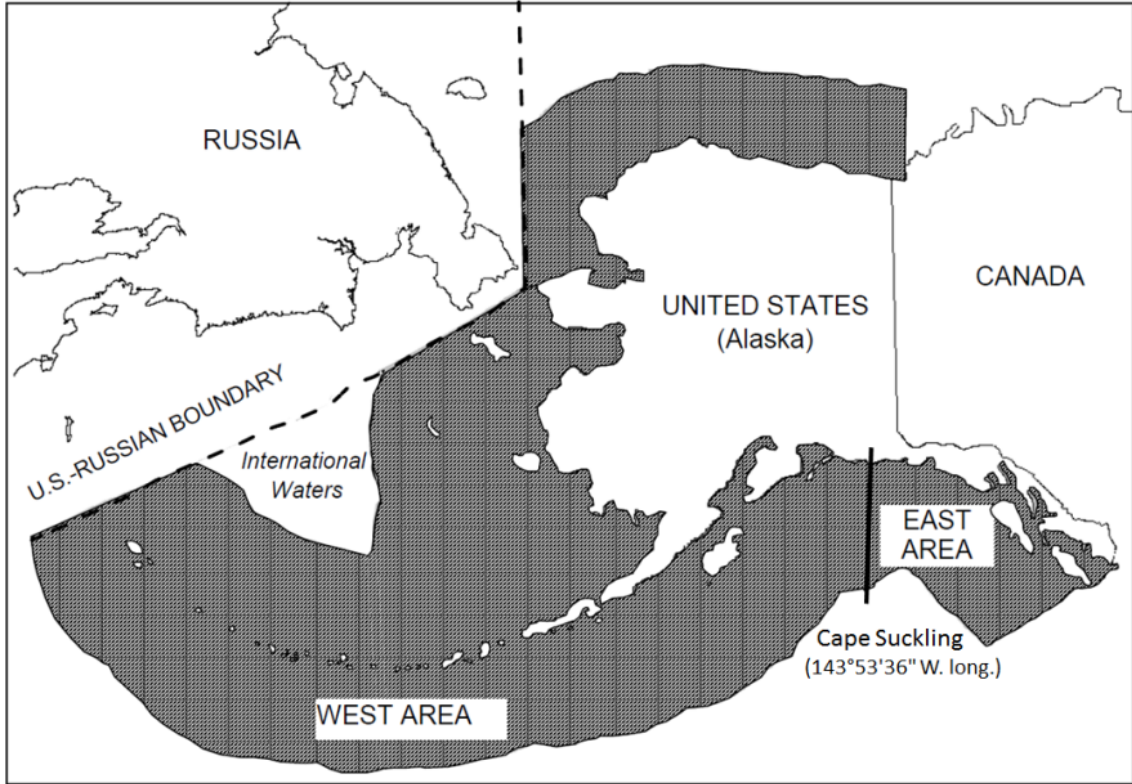 RUSSIA
CANADA
UNITED STATES
(Alaska)
U.S.-RUSSIAN BOUNDARY
International
Waters
EAST
AREA
Cape Suckling
(143°53'36" W. long.)
WEST AREA